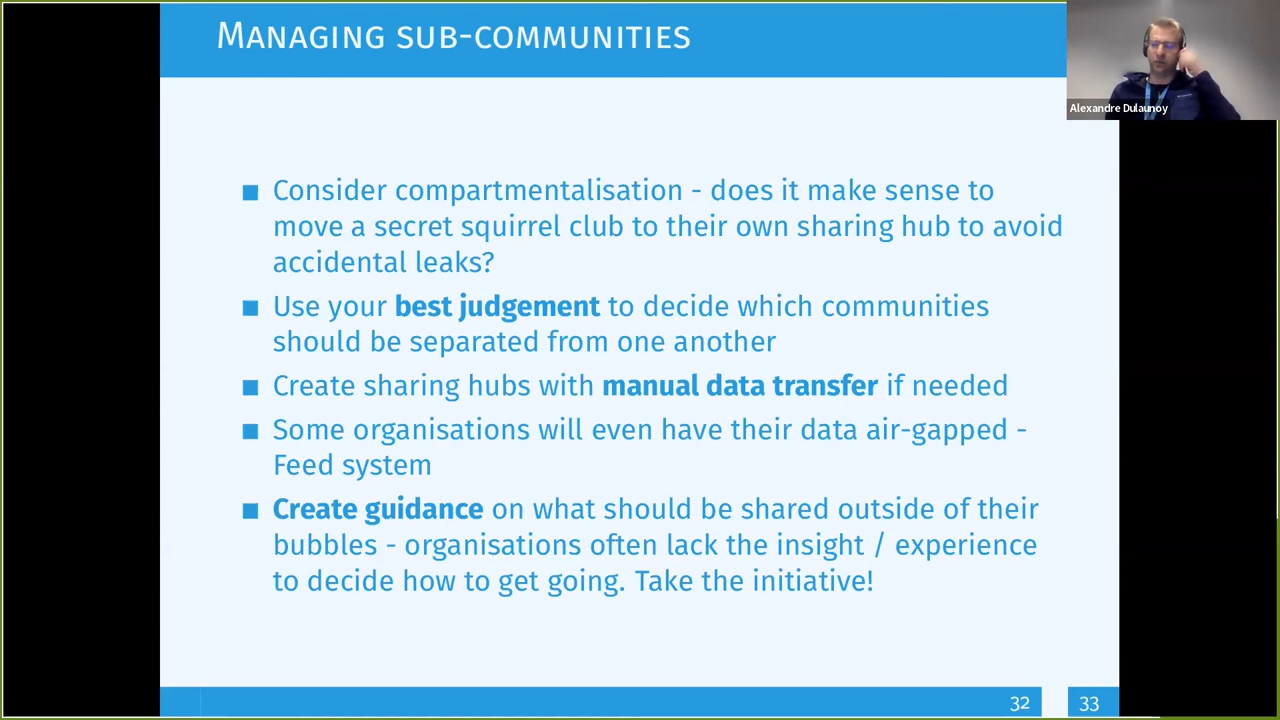 Managing sub-communities
Alexandre Dulaunoy
■ Consider compartmentalisation - does it make sense to
move a secret squirrel club to their own sharing hub to avoid
accidental leaks?
■ Use your best judgement to decide which communities
should be separated from one another
■ Create sharing hubs with manual data transfer if needed
■ Some organisations will even have their data air-gapped -
Feed system
■ Create guidance on what should be shared outside of their
bubbles - organisations often lack the insight / experience
to decide how to get going. Take the initiative!
32 33